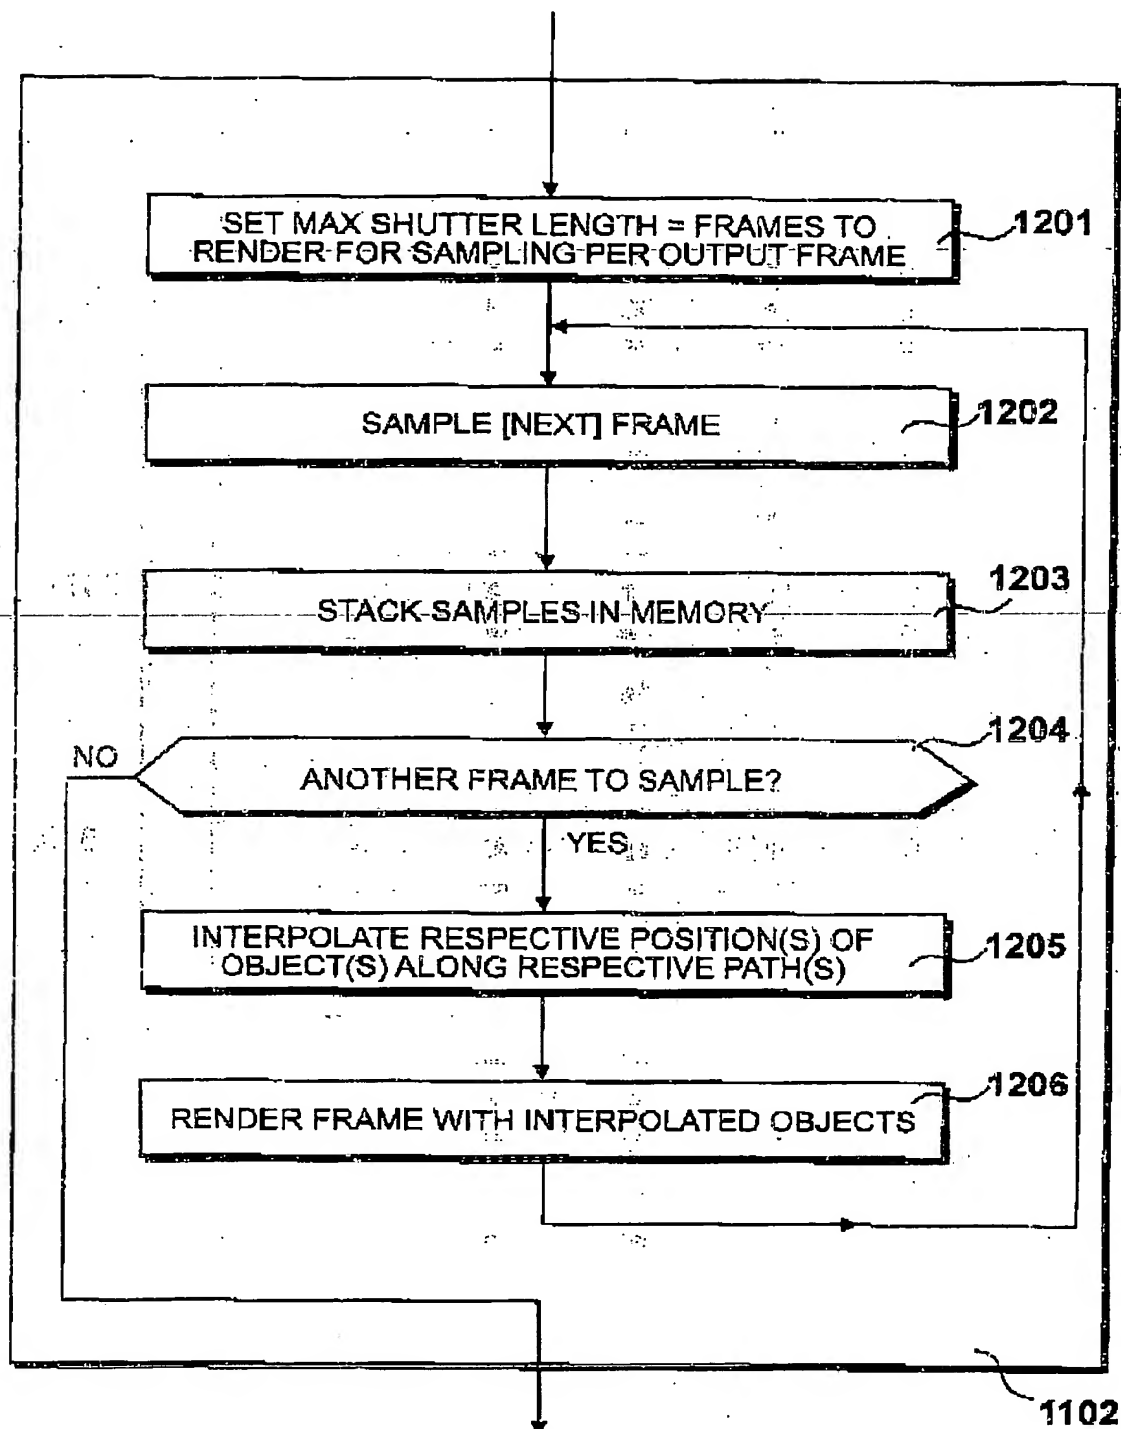 SET MAX SHUTTER LENGTH = FRAMES TO
RENDER FOR SAMPLING PER OUTPUT FRAME
1201
SAMPLE [NEXT] FRAME
1202
STACK SAMPLES IN MEMORY
1203
ANOTHER FRAME TO SAMPLE?
1204
NO
YES
INTERPOLATE RESPECTIVE POSITION(S) OF
OBJECT(S) ALONG RESPECTIVE PATH(S)
1205
RENDER FRAME WITH INTERPOLATED OBJECTS
1206
1102